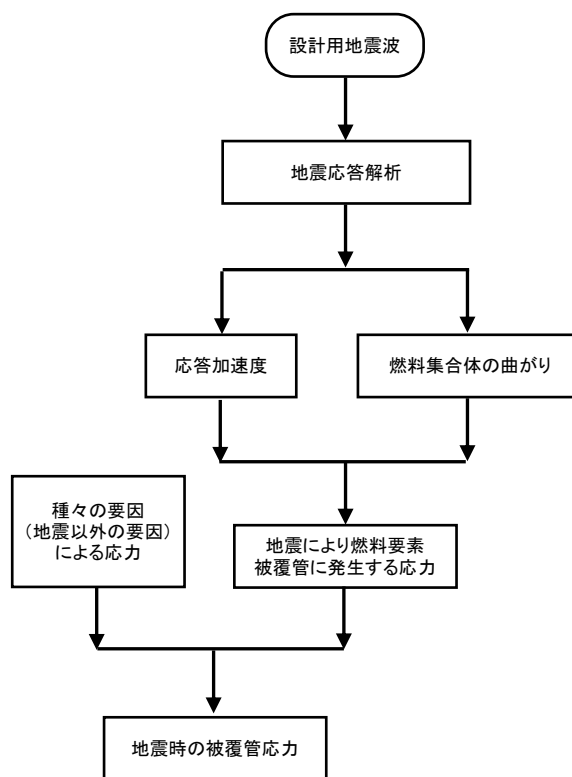 設計用地震波
地震応答解析
応答加速度
燃料集合体の曲がり
種々の要因
(地震以外の要因)
による応力
地震により燃料要素
被覆管に発生する応力
地震時の被覆管応力